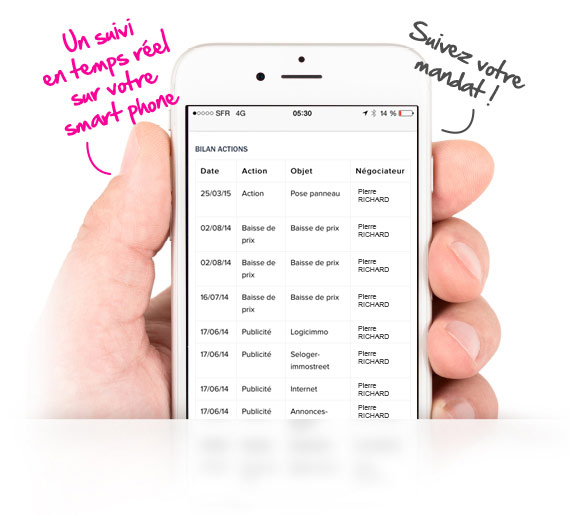 Un suivi
en temps réel
sur votre
smart phone
Suivez votre
mandat !
SFR 4G 05:30 14 %
BILAN ACTIONS
Date Action Objet Négociateur
25/03/15 Action Pose panneau Pierre
RICHARD
02/08/14 Baisse de Baisse de prix Pierre
prix RICHARD
02/08/14 Baisse de Baisse de prix Pierre
prix RICHARD
16/07/14 Baisse de Baisse de prix Pierre
prix RICHARD
17/06/14 Publicité Logicimmo Pierre
RICHARD
17/06/14 Publicité Seloger- Pierre
immostreet RICHARD
17/06/14 Publicité Internet Pierre
RICHARD
17/06/14 Publicité Annonces- Pierre
RICHARD